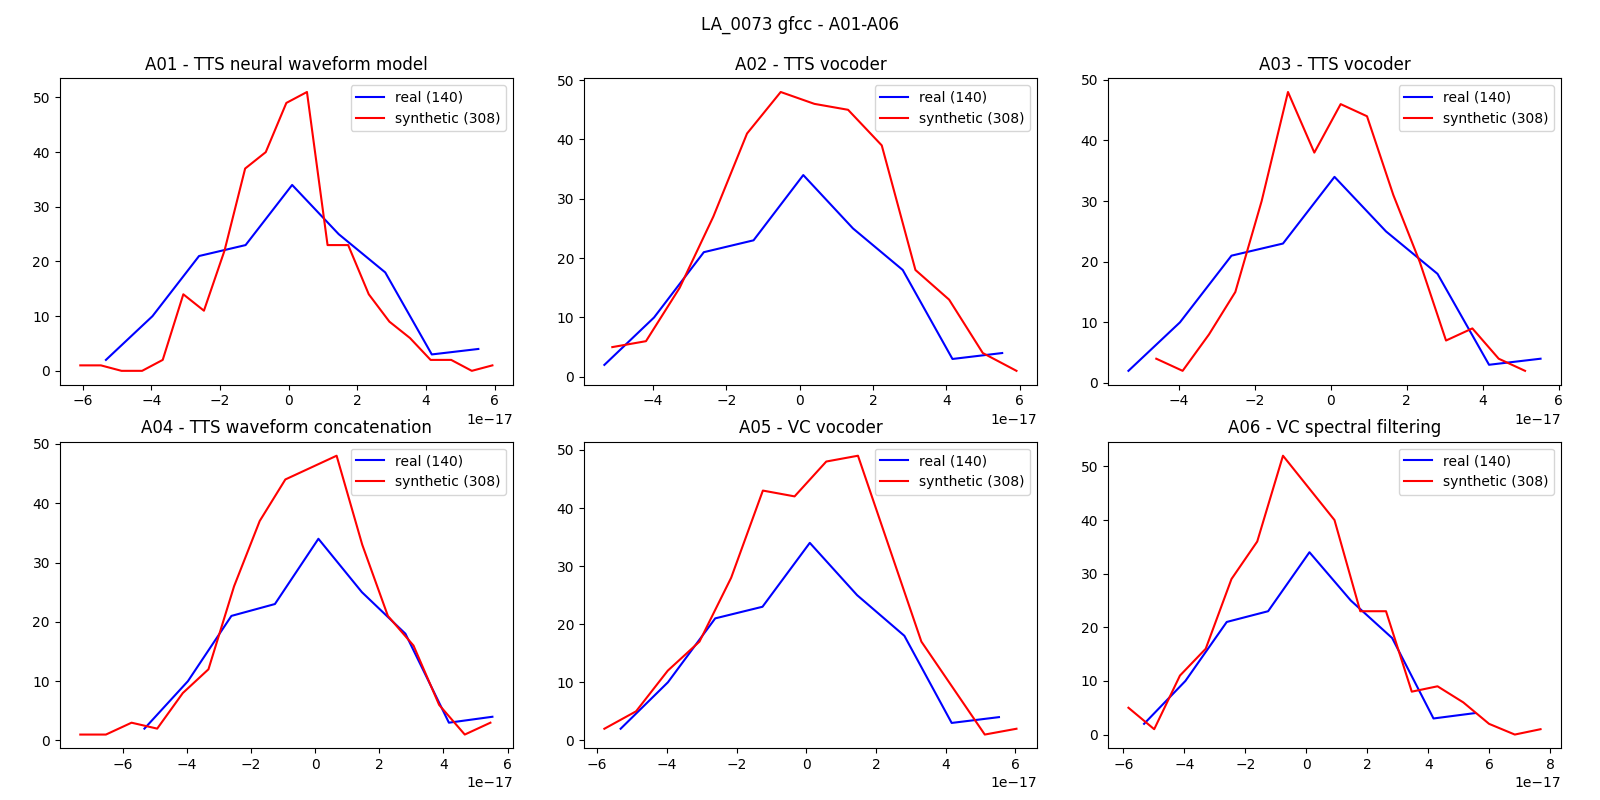 LA_0073 gfcc - A01-A06
A01 - TTS neural waveform model
real (140)
synthetic (308)
50
40
30
20
10
0
−6 −4 −2 0 2 4 6
1e−17
A02 - TTS vocoder
real (140)
synthetic (308)
50
40
30
20
10
0
−4 −2 0 2 4 6
1e−17
A03 - TTS vocoder
real (140)
synthetic (308)
50
40
30
20
10
0
−4 −2 0 2 4 6
1e−17
A04 - TTS waveform concatenation
real (140)
synthetic (308)
50
40
30
20
10
0
−6 −4 −2 0 2 4 6
1e−17
A05 - VC vocoder
real (140)
synthetic (308)
50
40
30
20
10
0
−6 −4 −2 0 2 4 6
1e−17
A06 - VC spectral filtering
real (140)
synthetic (308)
50
40
30
20
10
0
−6 −4 −2 0 2 4 6 8
1e−17